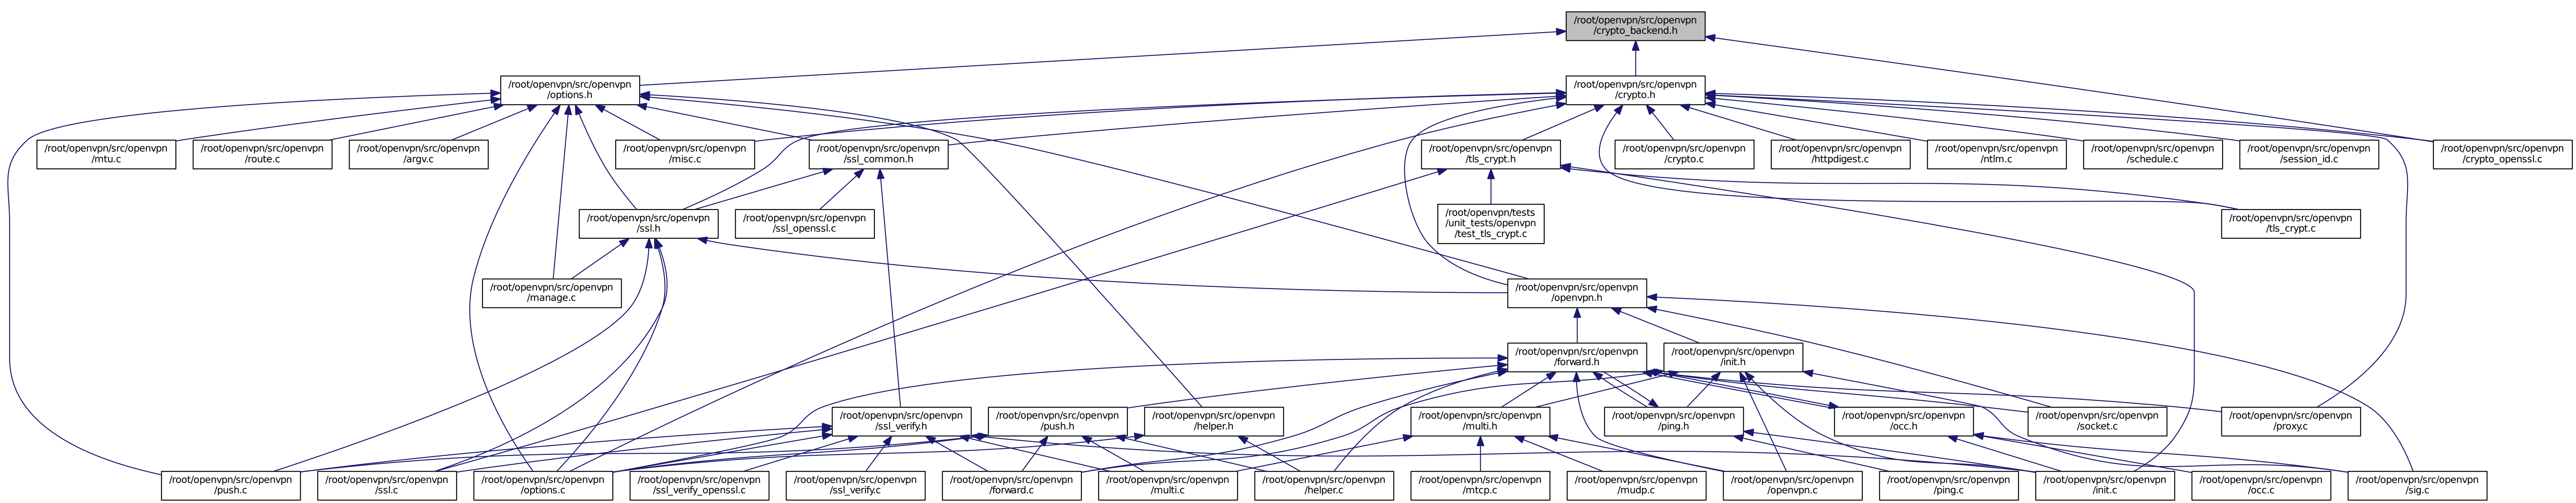 /root/openvpn/src/openvpn
/crypto_backend.h
/root/openvpn/src/openvpn
/options.h
/root/openvpn/src/openvpn
/crypto.h
/root/openvpn/src/openvpn
/mtu.c
/root/openvpn/src/openvpn
/route.c
/root/openvpn/src/openvpn
/argv.c
/root/openvpn/src/openvpn
/misc.c
/root/openvpn/src/openvpn
/ssl_common.h
/root/openvpn/src/openvpn
/tls_crypt.h
/root/openvpn/src/openvpn
/crypto.c
/root/openvpn/src/openvpn
/httpdigest.c
/root/openvpn/src/openvpn
/ntlm.c
/root/openvpn/src/openvpn
/schedule.c
/root/openvpn/src/openvpn
/session_id.c
/root/openvpn/src/openvpn
/crypto_openssl.c
/root/openvpn/src/openvpn
/ssl.h
/root/openvpn/src/openvpn
/ssl_openssl.c
/root/openvpn/tests
/unit_tests/openvpn
/test_tls_crypt.c
/root/openvpn/src/openvpn
/tls_crypt.c
/root/openvpn/src/openvpn
/manage.c
/root/openvpn/src/openvpn
/openvpn.h
/root/openvpn/src/openvpn
/forward.h
/root/openvpn/src/openvpn
/init.h
/root/openvpn/src/openvpn
/ssl_verify.h
/root/openvpn/src/openvpn
/push.h
/root/openvpn/src/openvpn
/helper.h
/root/openvpn/src/openvpn
/multi.h
/root/openvpn/src/openvpn
/ping.h
/root/openvpn/src/openvpn
/occ.h
/root/openvpn/src/openvpn
/socket.c
/root/openvpn/src/openvpn
/proxy.c
/root/openvpn/src/openvpn
/push.c
/root/openvpn/src/openvpn
/ssl.c
/root/openvpn/src/openvpn
/options.c
/root/openvpn/src/openvpn
/ssl_verify_openssl.c
/root/openvpn/src/openvpn
/ssl_verify.c
/root/openvpn/src/openvpn
/forward.c
/root/openvpn/src/openvpn
/multi.c
/root/openvpn/src/openvpn
/helper.c
/root/openvpn/src/openvpn
/mtcp.c
/root/openvpn/src/openvpn
/mudp.c
/root/openvpn/src/openvpn
/openvpn.c
/root/openvpn/src/openvpn
/ping.c
/root/openvpn/src/openvpn
/init.c
/root/openvpn/src/openvpn
/occ.c
/root/openvpn/src/openvpn
/sig.c